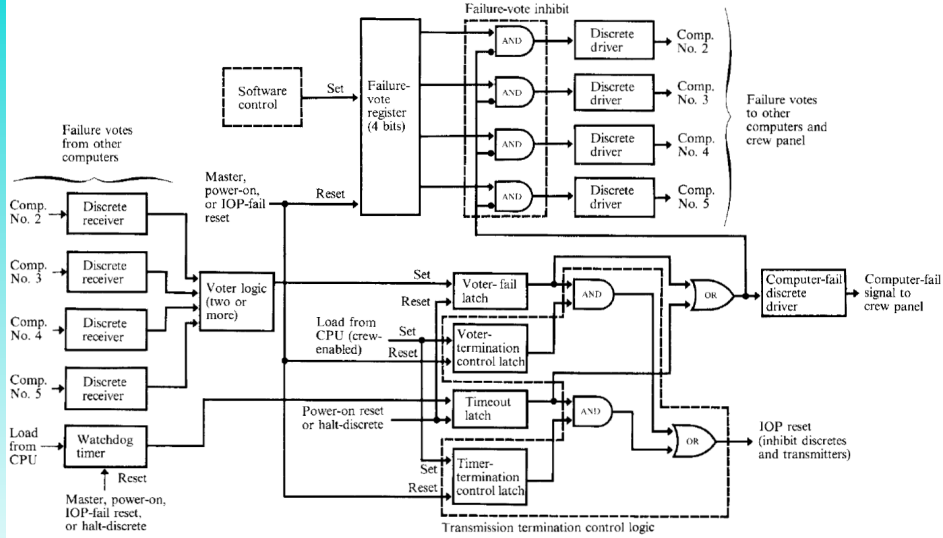 Failure-vote inhibit
AND
Discrete
driver
Comp.
No. 2
Software
control
Set
Failure-
vote
register
(4 bits)
AND
Discrete
driver
Comp.
No. 3
Failure votes
to other
computers and
crew panel
AND
Discrete
driver
Comp.
No. 4
AND
Discrete
driver
Comp.
No. 5
Failure votes
from other
computers
Master,
power-on,
or IOP-fail
reset
Reset
Comp.
No. 2
Discrete
receiver
Comp.
No. 3
Discrete
receiver
Comp.
No. 4
Discrete
receiver
Comp.
No. 5
Discrete
receiver
Voter logic
(two or
more)
Set
Reset
Voter-fail
latch
AND
OR
Computer-fail
discrete
driver
Computer-fail
signal to
crew panel
Load from
CPU (crew-
enabled)
Set
Reset
Voter-
termination
control latch
Power-on reset
or halt-discrete
Timeout
latch
AND
OR
IOP reset
(inhibit discretes
and transmitters)
Load
from
CPU
Watchdog
timer
Reset
Master, power-on,
IOP-fail reset,
or halt-discrete
Set
Reset
Timer-
termination
control latch
Transmission termination control logic